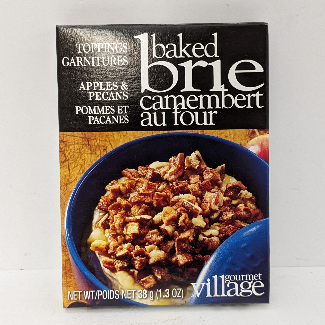 TOPPINGS
GARNITURES
APPLES &
PECANS
POMMES ET
PACANES
baked
brie
camembert
au four
NET WT/POIDS NET 38 g (1.3 OZ)
gourmet
village